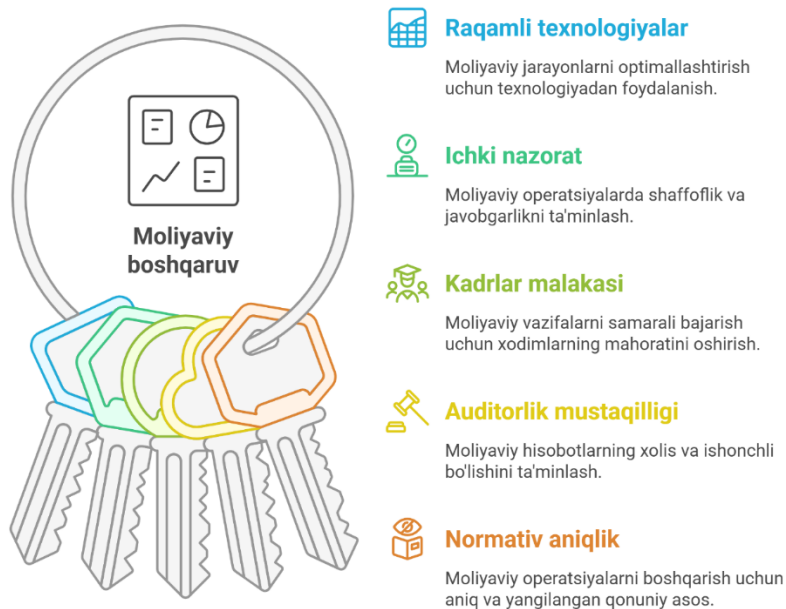 Moliyaviy
boshqaruv
Raqamli texnologiyalar
Moliyaviy jarayonlarni optimallashtirish
uchun texnologiyadan foydalanish.
Ichki nazorat
Moliyaviy operatsiyalarda shaffoflik va
javobgarlikni ta'minlash.
Kadrlar malakasi
Moliyaviy vazifalarni samarali bajarish
uchun xodimlarning mahoratini oshirish.
Auditorlik mustaqilligi
Moliyaviy hisobotlarning xolis va ishonchli
bo'lishini ta'minlash.
Normativ aniqlik
Moliyaviy operatsiyalarni boshqarish uchun
aniq va yangilangan qonuniy asos.